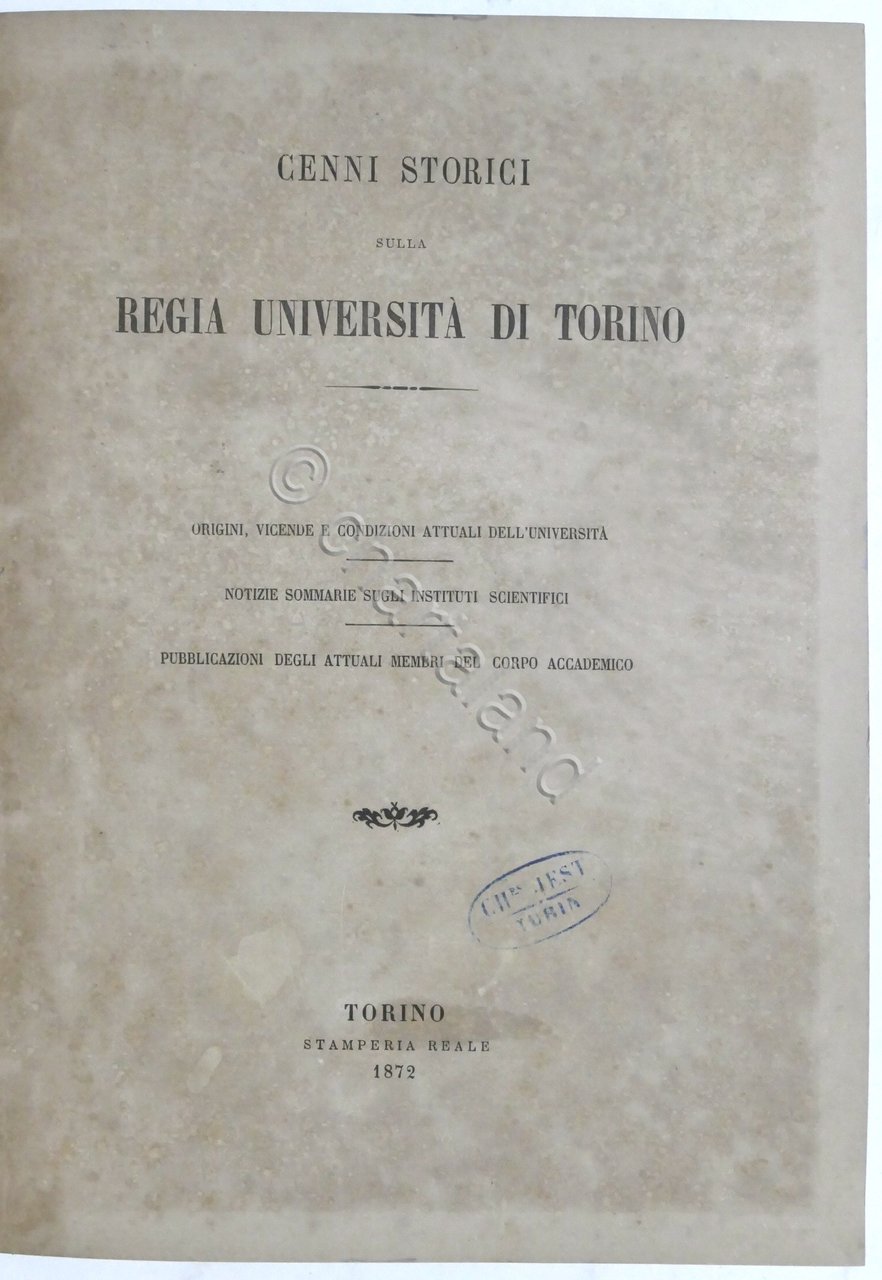 CENNI STORICI
SULLA
REGIA UNIVERSITÀ DI TORINO
ORIGINI, VICENDE E CONDIZIONI ATTUALI DELL'UNIVERSITÀ
NOTIZIE SOMMARIE SUGLI INSTITUTI SCIENTIFICI
PUBBLICAZIONI DEGLI ATTUALI MEMBRI DEL CORPO ACCADEMICO
TURIN
TORINO
STAMPERIA REALE
1872